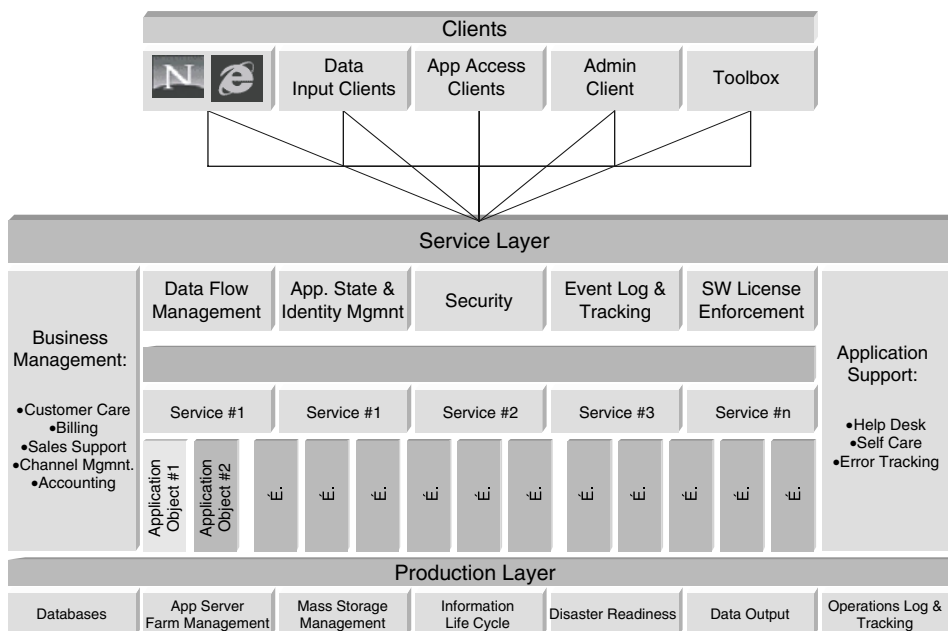 Clients
N
e
Data
Input Clients
App Access
Clients
Admin
Client
Toolbox
Service Layer
Business
Management:
•Customer Care
•Billing
•Sales Support
•Channel Mgmnt.
•Accounting
Data Flow
Management
App. State &
Identity Mgmnt
Security
Event Log &
Tracking
SW License
Enforcement
Application
Support:
•Help Desk
•Self Care
•Error Tracking
Service #1
Service #1
Service #2
Service #3
Service #n
Application
Object #1
Application
Object #2
É.
É.
É.
É.
É.
É.
É.
É.
É.
É.
É.
Production Layer
Databases
App Server
Farm Management
Mass Storage
Management
Information
Life Cycle
Disaster Readiness
Data Output
Operations Log &
Tracking